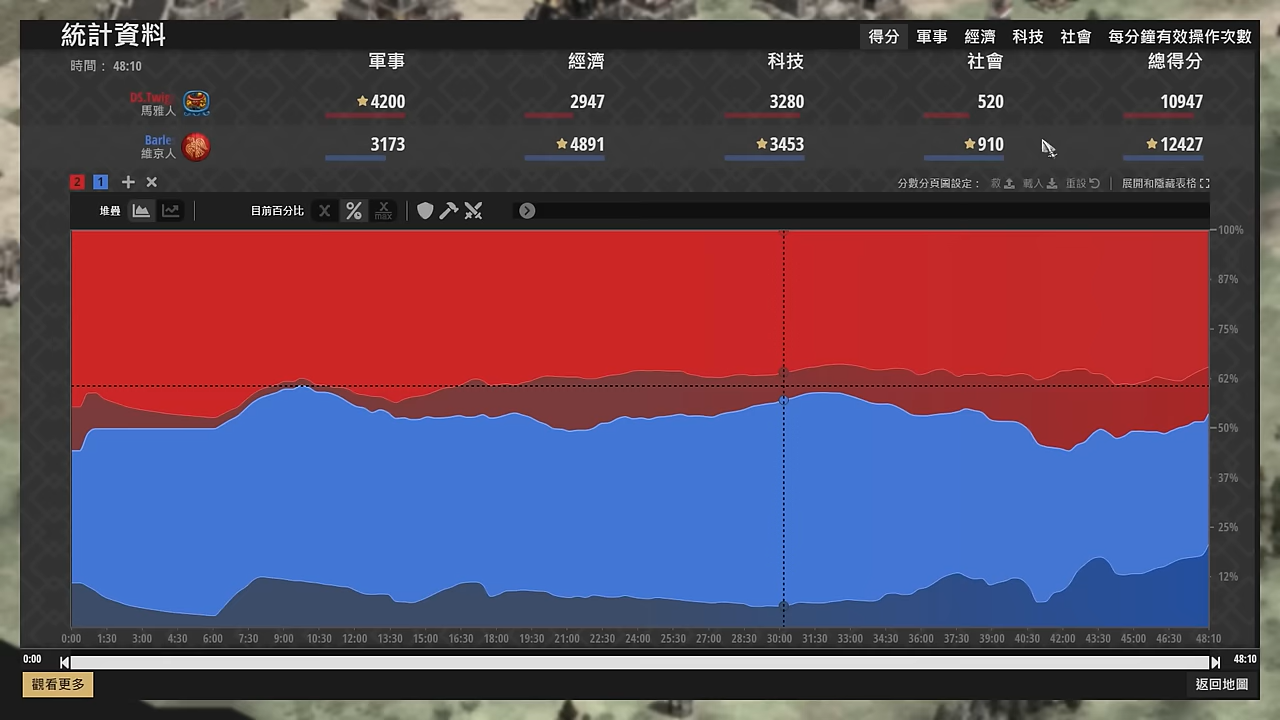 統計資料
得分 軍事 經濟 科技 社會 每分鐘有效操作次數
時間： 48:10
軍事 經濟 科技 社會 總得分
DS.Twig
馬雅人
4200 2947 3280 520 10947
Barle
維京人
3173 4891 3453 910 12427
2 1
分數分頁圖設定： 載入 重設 展開和隱藏表格
堆疊 目前百分比 X % X max
100%
87%
75%
62%
50%
37%
25%
12%
0:00 1:30 3:00 4:30 6:00 7:30 9:00 10:30 12:00 13:30 15:00 16:30 18:00 19:30 21:00 22:30 24:00 25:30 27:00 28:30 30:00 31:30 33:00 34:30 36:00 37:30 39:00 40:30 42:00 43:30 45:00 46:30 48:10
0:00 48:10
觀看更多 返回地圖